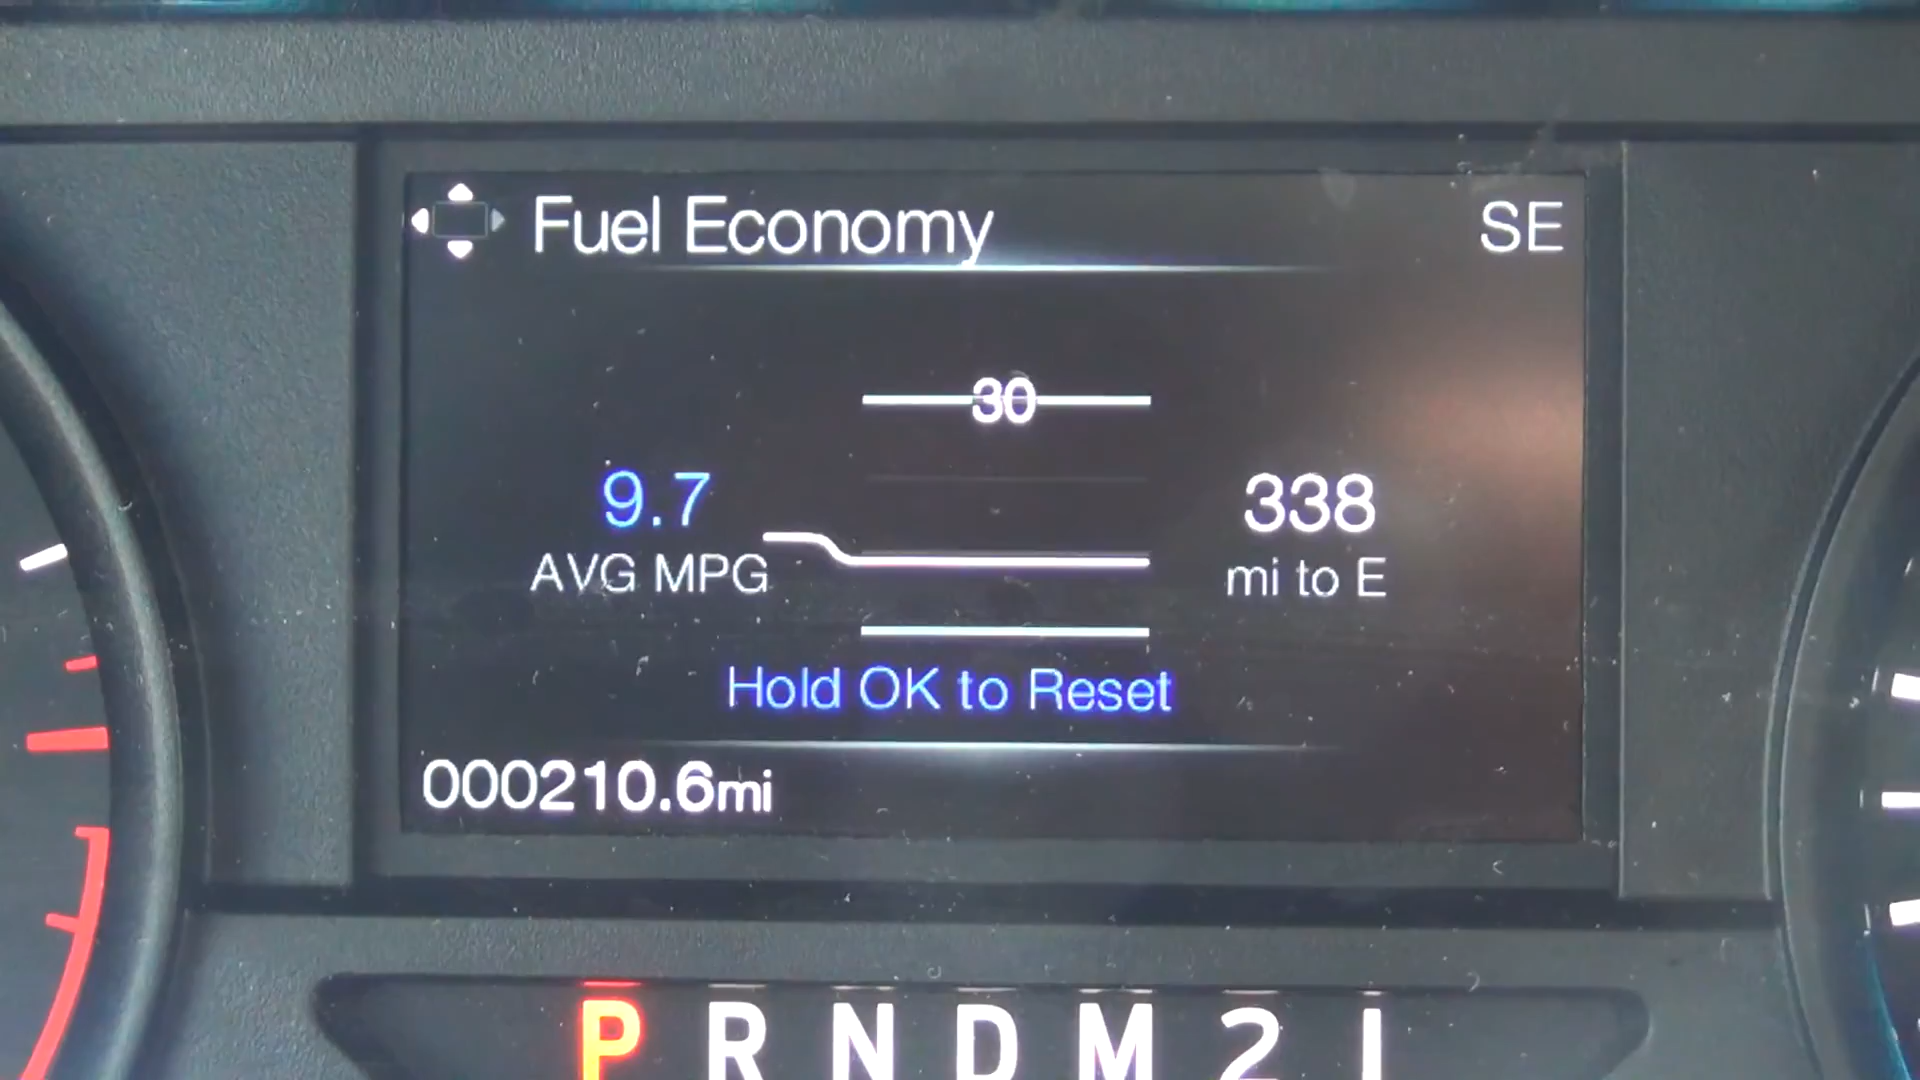 Fuel Economy SE
30
9.7 338
AVG MPG mi to E
Hold OK to Reset
000210.6mi
P R N D M 2 1